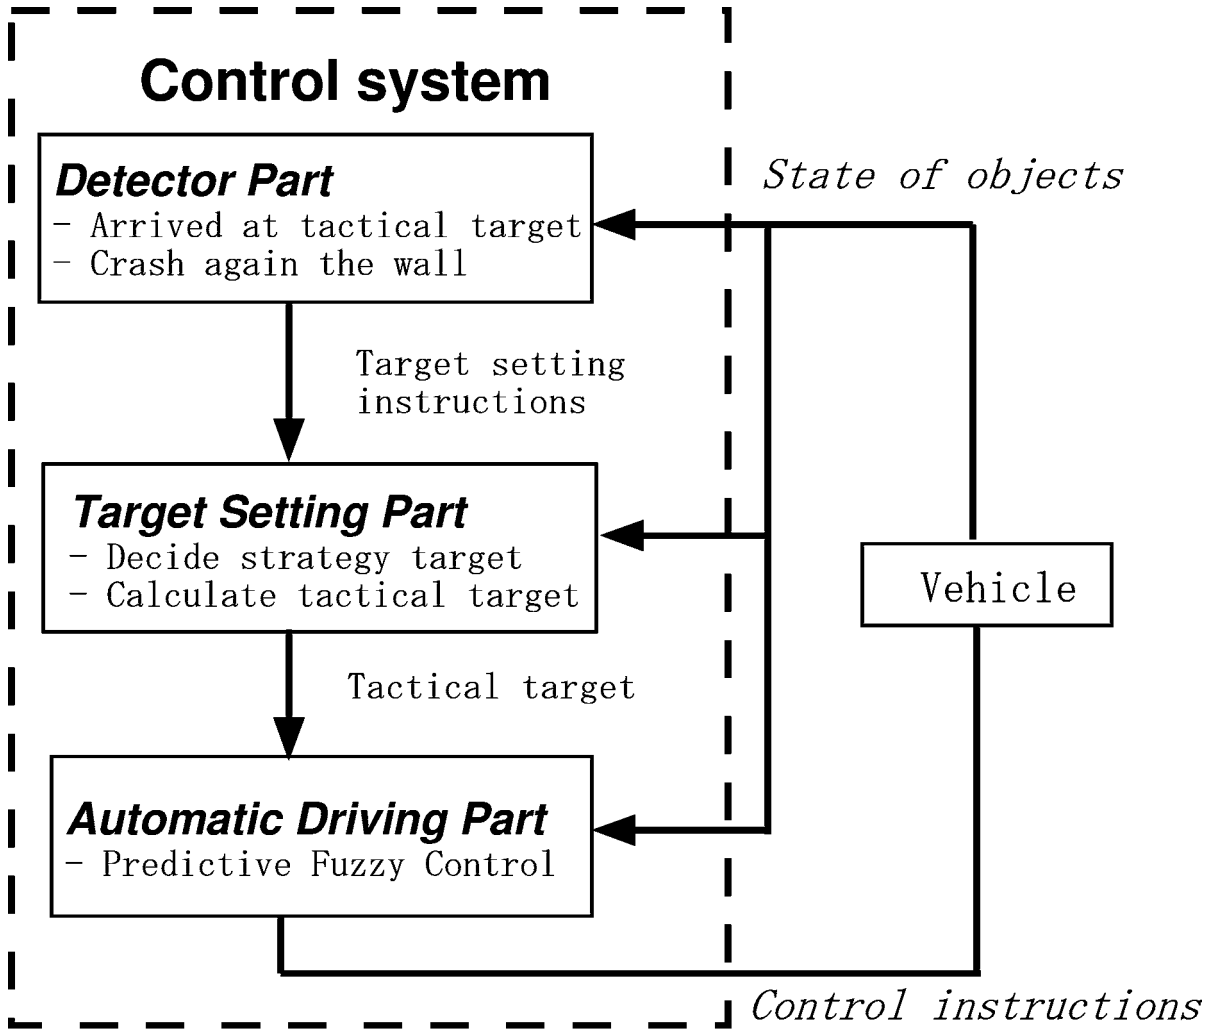 Control system
Detector Part
- Arrived at tactical target
- Crash again the wall
State of objects
Target setting
instructions
Target Setting Part
- Decide strategy target
- Calculate tactical target
Vehicle
Tactical target
Automatic Driving Part
- Predictive Fuzzy Control
Control instructions